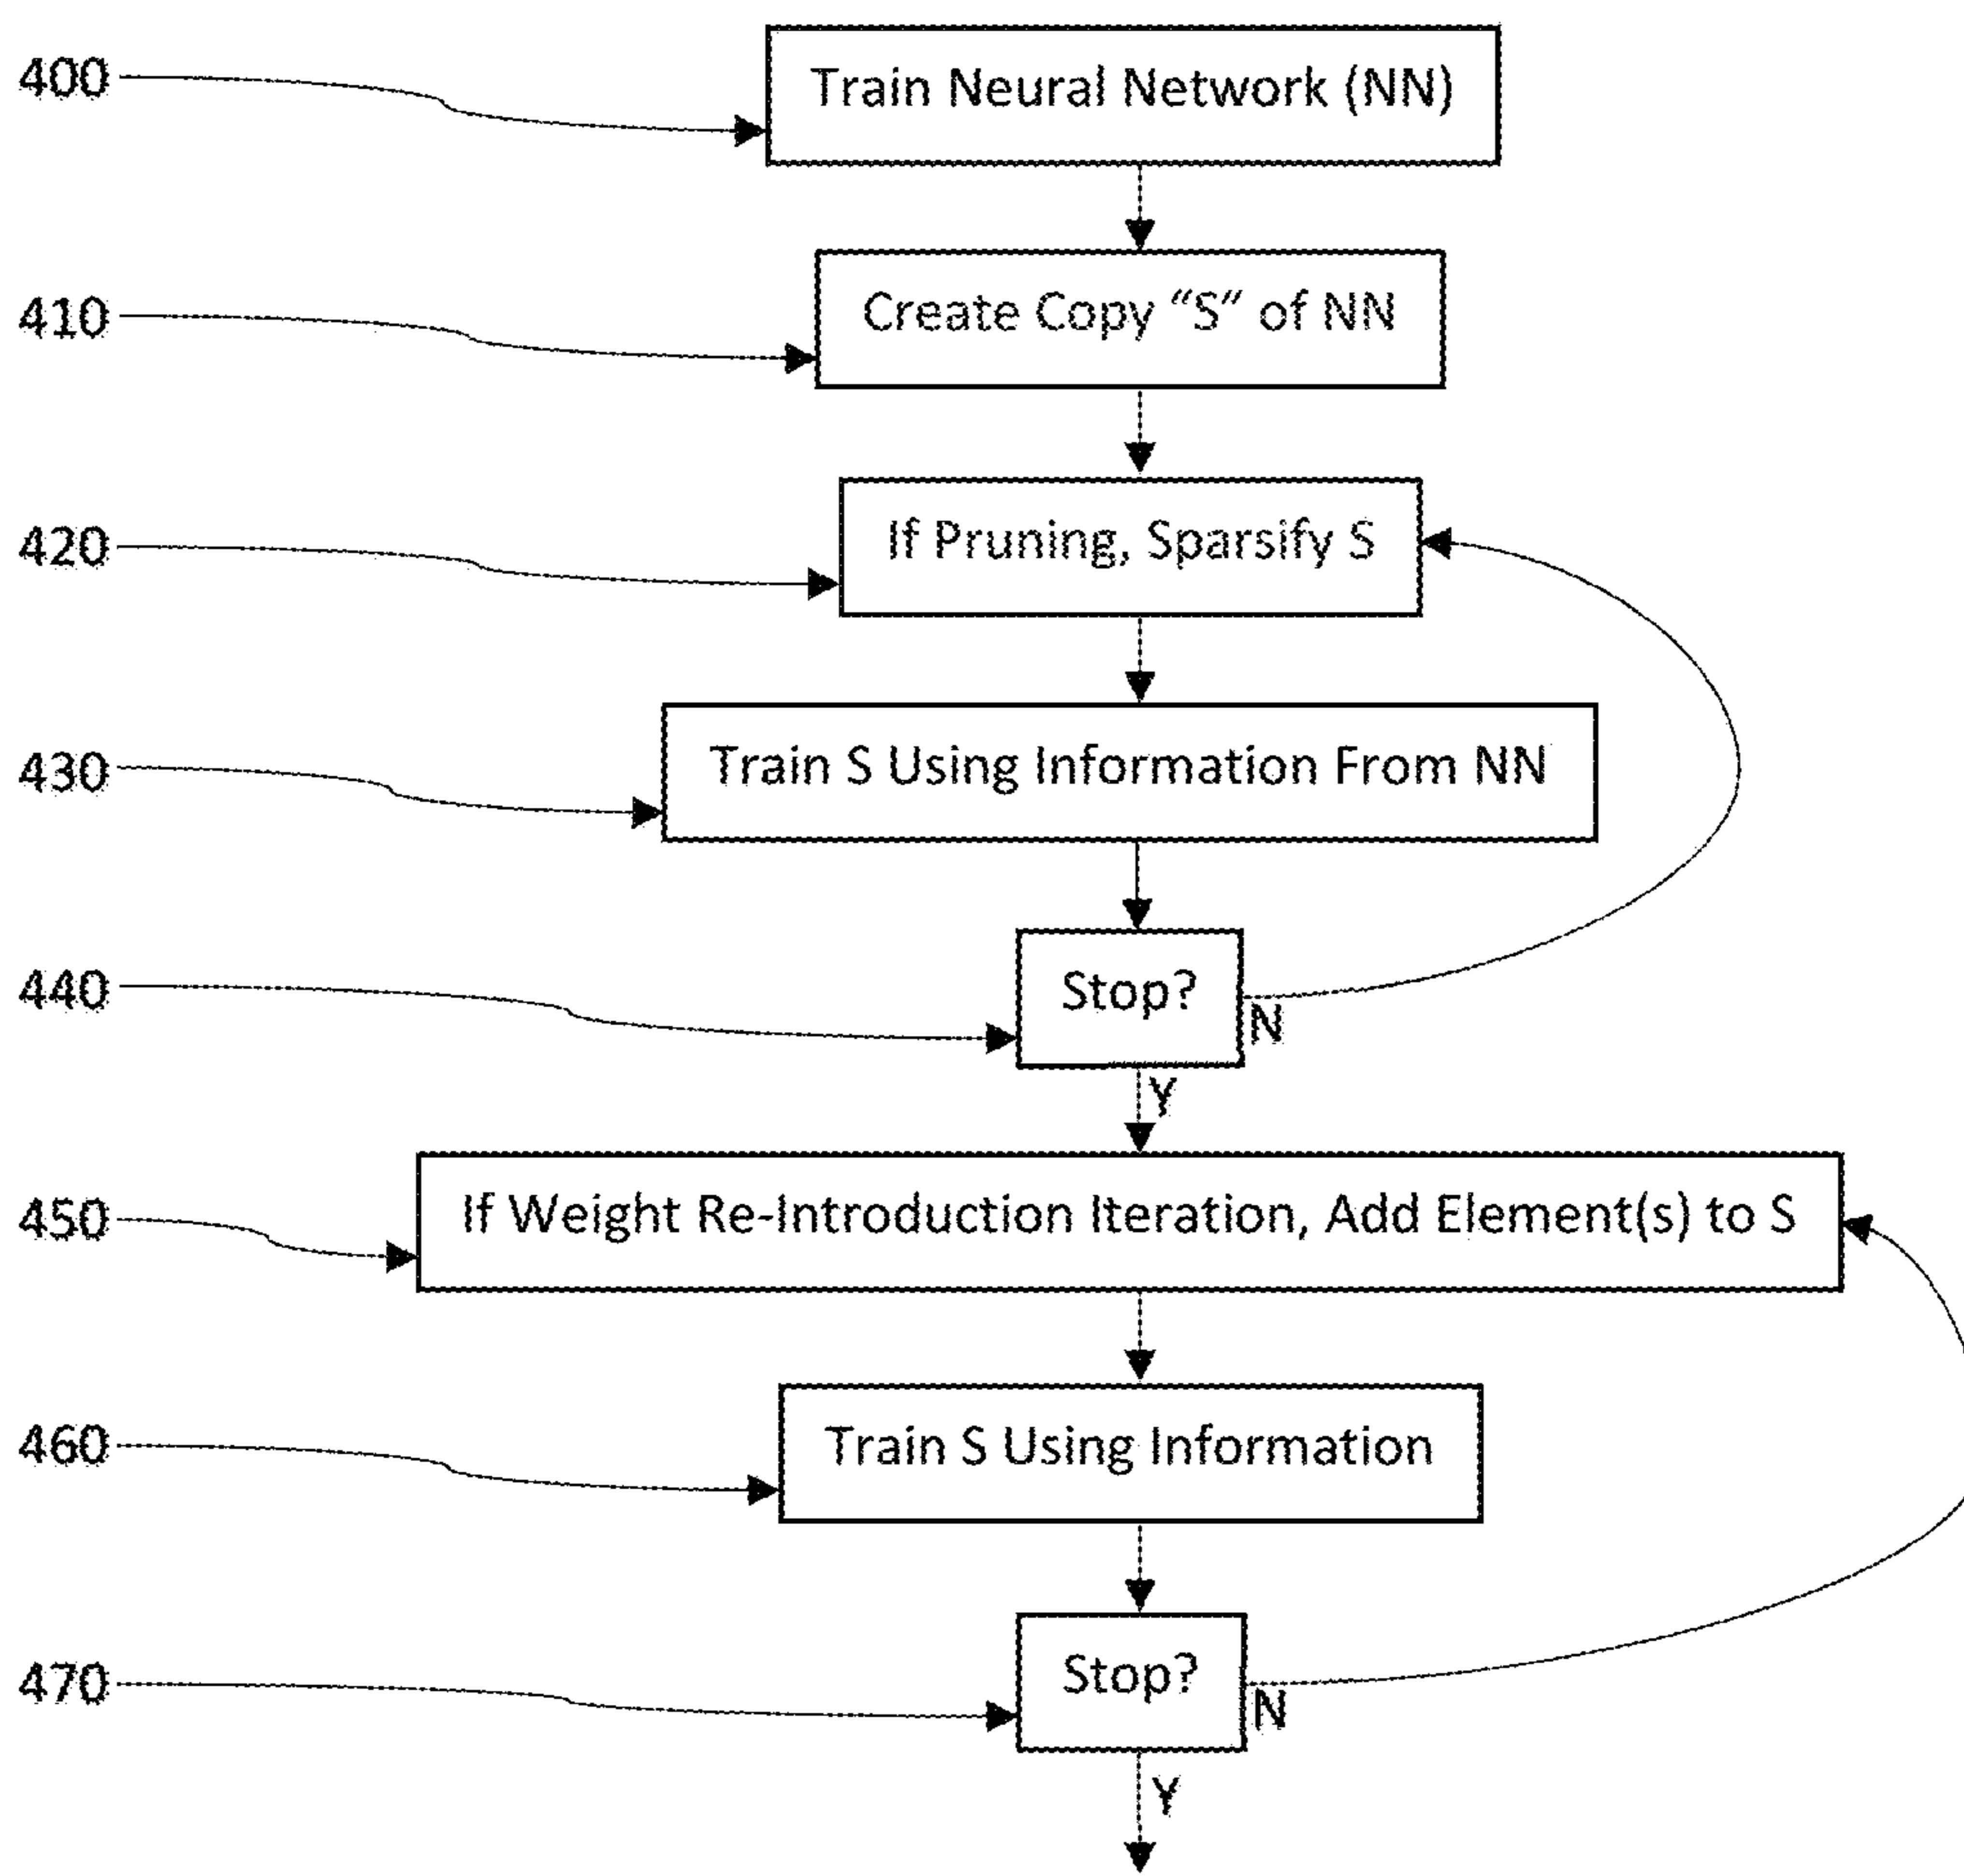 400
Train Neural Network (NN)
410
Create Copy “S” of NN
420
If Pruning, Sparsify S
430
Train S Using Information From NN
440
Stop?
N
Y
450
If Weight Re-Introduction Iteration, Add Element(s) to S
460
Train S Using Information
470
Stop?
N
Y